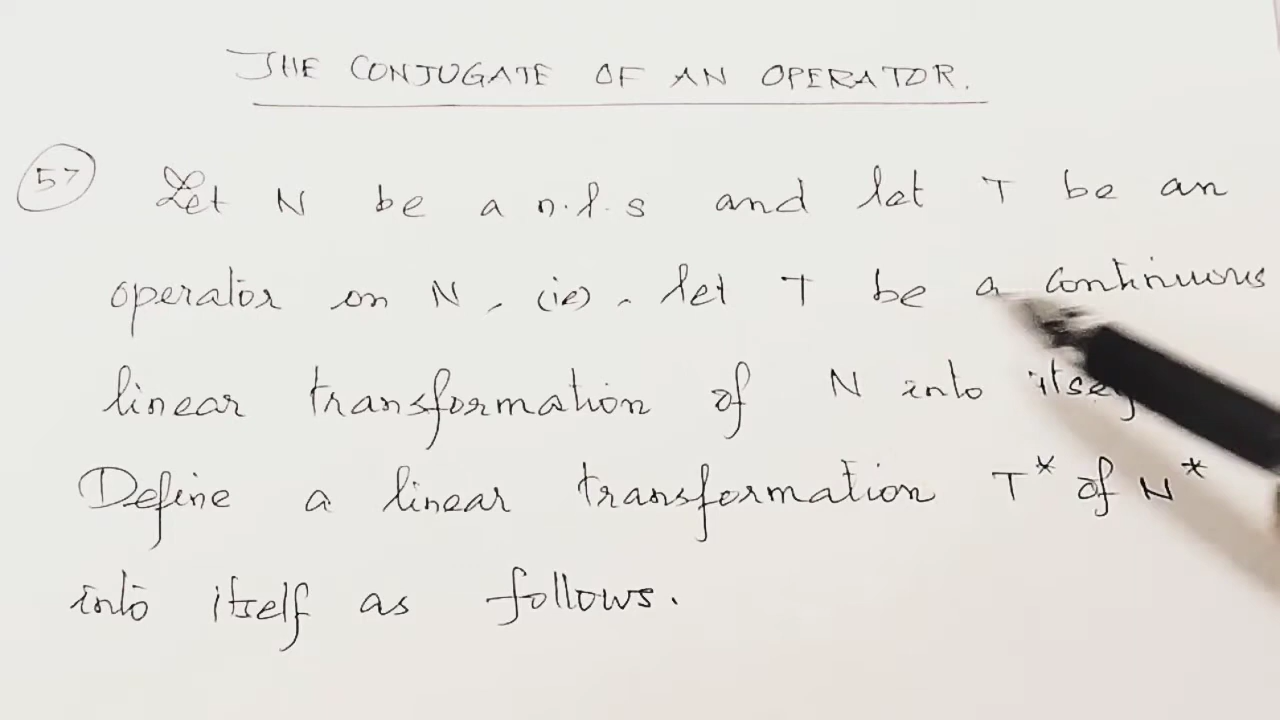 THE CONJUGATE OF AN OPERATOR.
57 Let N be a n.l.s and let T be an
operator on N, (ie). let T be a continuous
linear transformation of N into itself
Define a linear transformation T* of N*
into itself as follows.